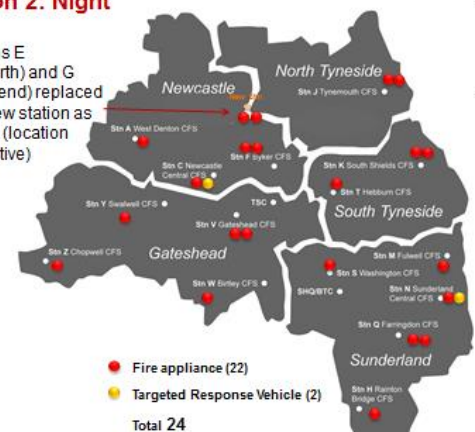 on 2: Night
s E
rth) and G
end) replaced
ew station as
(location
tive)
Newcastle
North Tyneside
Stn J Tynemouth CFS
Stn A West Denton CFS
Stn F Byker CFS
Stn C Newcastle
Central CFS
Stn K South Shields CFS
Stn T Hebburn CFS
South Tyneside
Stn Y Swalwell CFS
TSC
Stn V Gateshead CFS
Gateshead
Stn Z Chopwell CFS
Stn W Birtley CFS
Stn M Fulwell CFS
Stn S Washington CFS
SHQ/BTC
Stn N Sunderland
Central CFS
Stn Q Farringdon CFS
Sunderland
Stn H Rainton
Bridge CFS
Fire appliance (22)
Targeted Response Vehicle (2)
Total 24